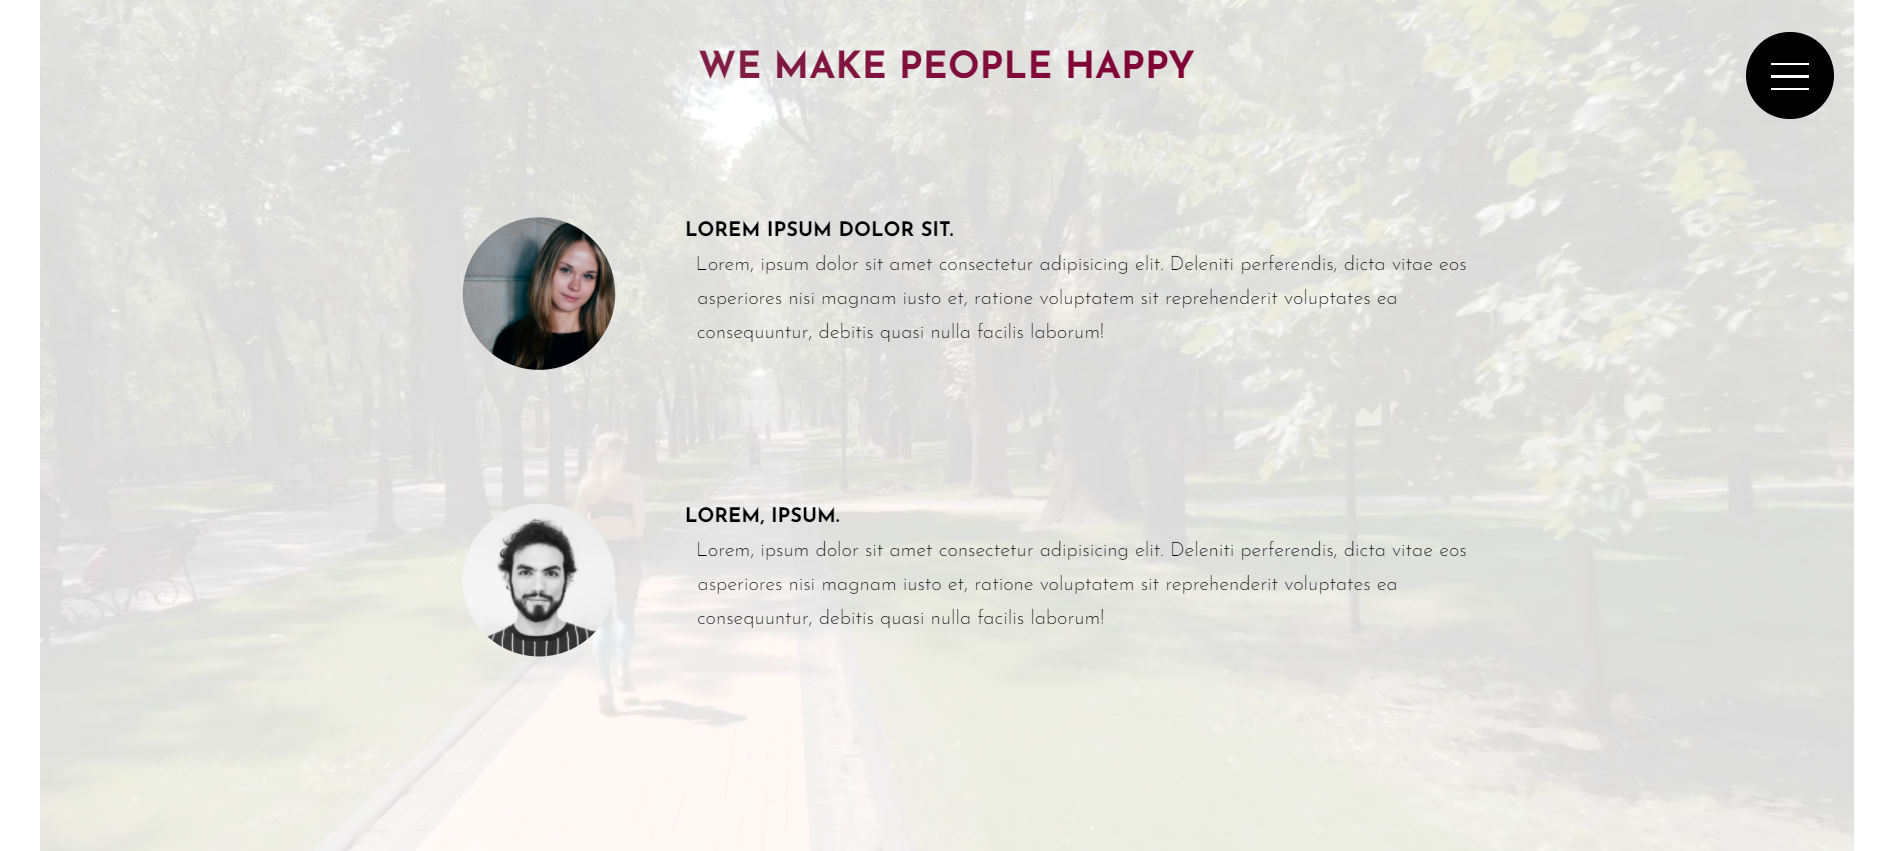 WE MAKE PEOPLE HAPPY
LOREM IPSUM DOLOR SIT.
Lorem, ipsum dolor sit amet consectetur adipisicing elit. Deleniti perferendis, dicta vitae eos
asperiores nisi magnam iusto et, ratione voluptatem sit reprehenderit voluptates ea
consequuntur, debitis quasi nulla facilis laborum!
LOREM, IPSUM.
Lorem, ipsum dolor sit amet consectetur adipisicing elit. Deleniti perferendis, dicta vitae eos
asperiores nisi magnam iusto et, ratione voluptatem sit reprehenderit voluptates ea
consequuntur, debitis quasi nulla facilis laborum!